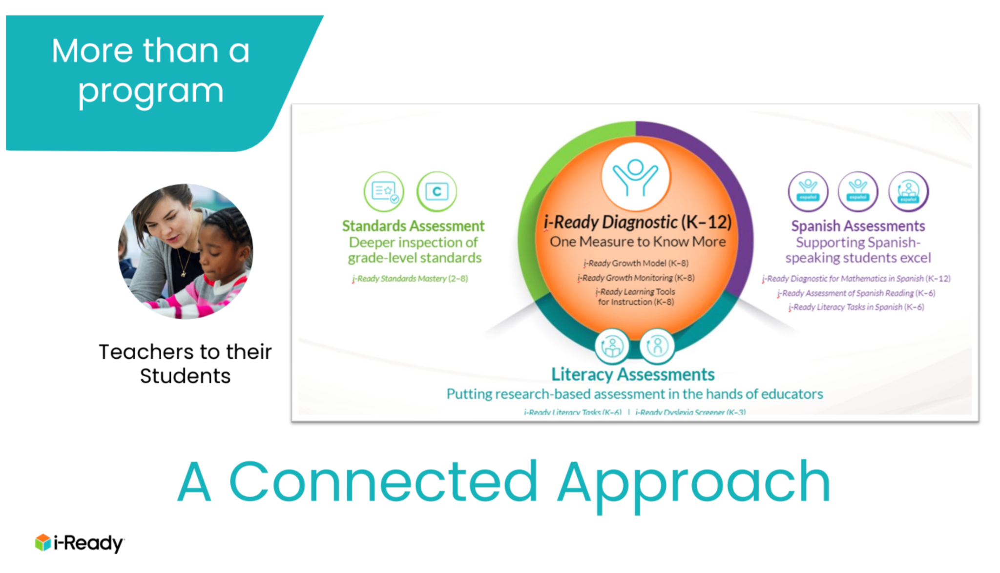 More than a
program
Teachers to their
Students
Standards Assessment
Deeper inspection of
grade-level standards
i-Ready Standards Mastery (2–8)
C
i-Ready Diagnostic (K–12)
One Measure to Know More
i-Ready Growth Model (K–8)
i-Ready Growth Monitoring (K–8)
i-Ready Learning Tools
for Instruction (K–8)
español
español
español
Spanish Assessments
Supporting Spanish-
speaking students excel
i-Ready Diagnostic for Mathematics in Spanish (K–12)
i-Ready Assessment of Spanish Reading (K–6)
i-Ready Literacy Tasks in Spanish (K–6)
Literacy Assessments
Putting research-based assessment in the hands of educators
i-Ready Literacy Tasks (K–6) | i-Ready Dyslexia Screener (K–3)
A Connected Approach
i-Ready